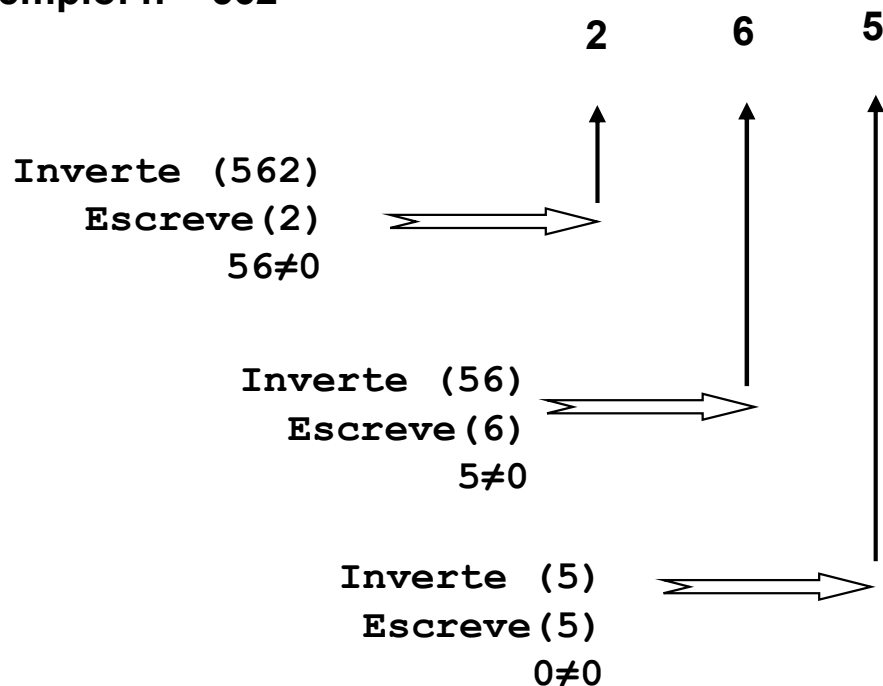 2 6 5
Inverte (562)
Escreve(2)
56≠0
Inverte (56)
Escreve(6)
5≠0
Inverte (5)
Escreve(5)
0≠0